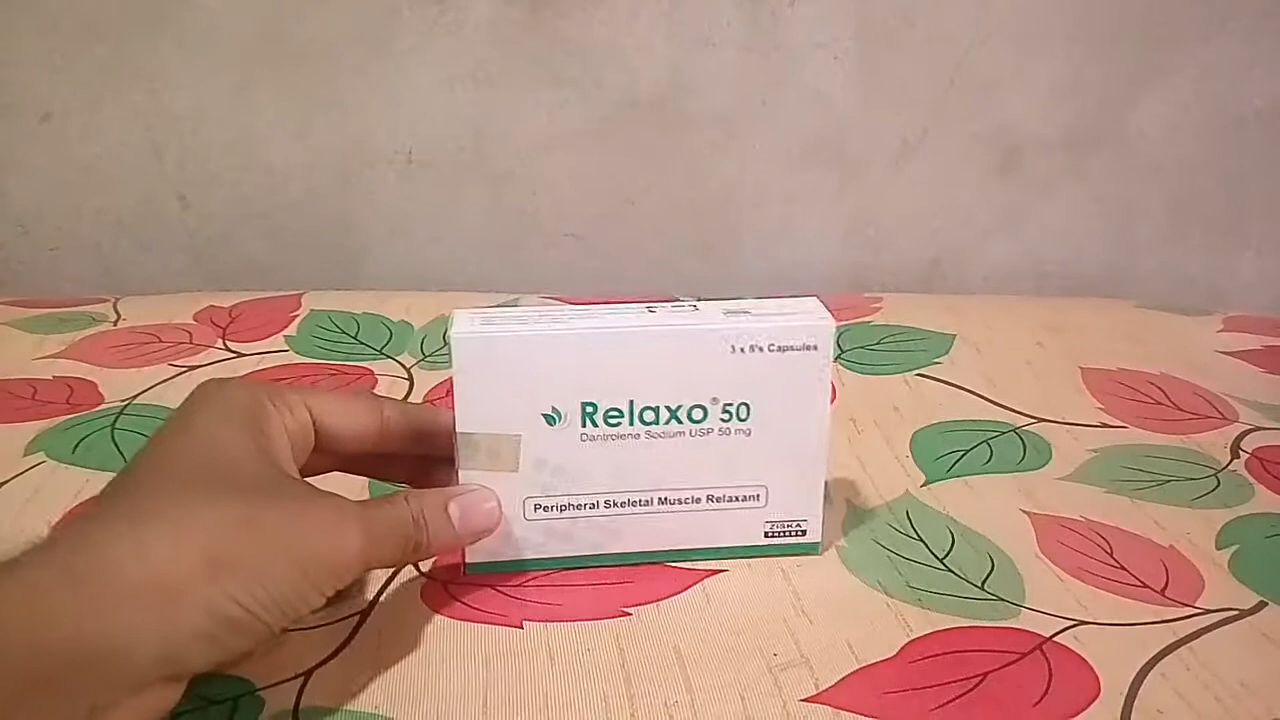 3 x 5's Capsules
Relaxo® 50
Dantrolene Sodium USP 50 mg
Peripheral Skeletal Muscle Relaxant
ZISKA
PHARMA